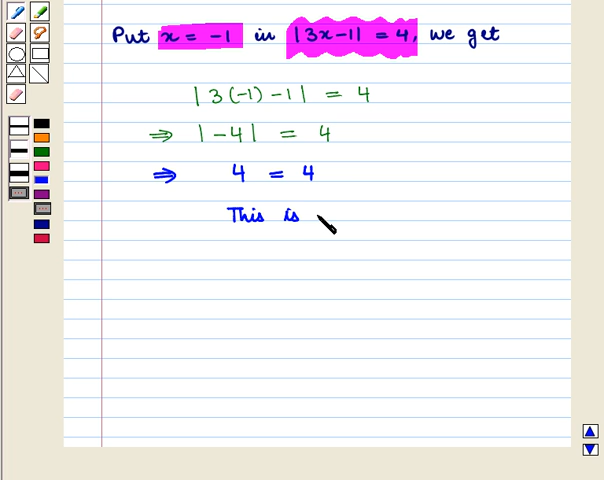 Put x = -1 in |3x-1| = 4, we get
|3(-1)-1| = 4
⇒ |-4| = 4
⇒ 4 = 4
This is